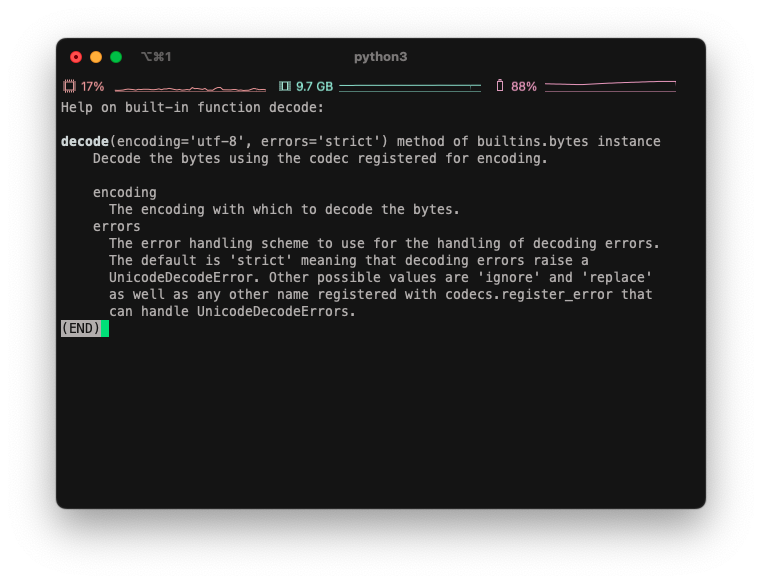 ⌥⌘1 python3
17% 9.7 GB 88%
Help on built-in function decode:
decode(encoding='utf-8', errors='strict') method of builtins.bytes instance
Decode the bytes using the codec registered for encoding.
encoding
The encoding with which to decode the bytes.
errors
The error handling scheme to use for the handling of decoding errors.
The default is 'strict' meaning that decoding errors raise a
UnicodeDecodeError. Other possible values are 'ignore' and 'replace'
as well as any other name registered with codecs.register_error that
can handle UnicodeDecodeErrors.
(END)